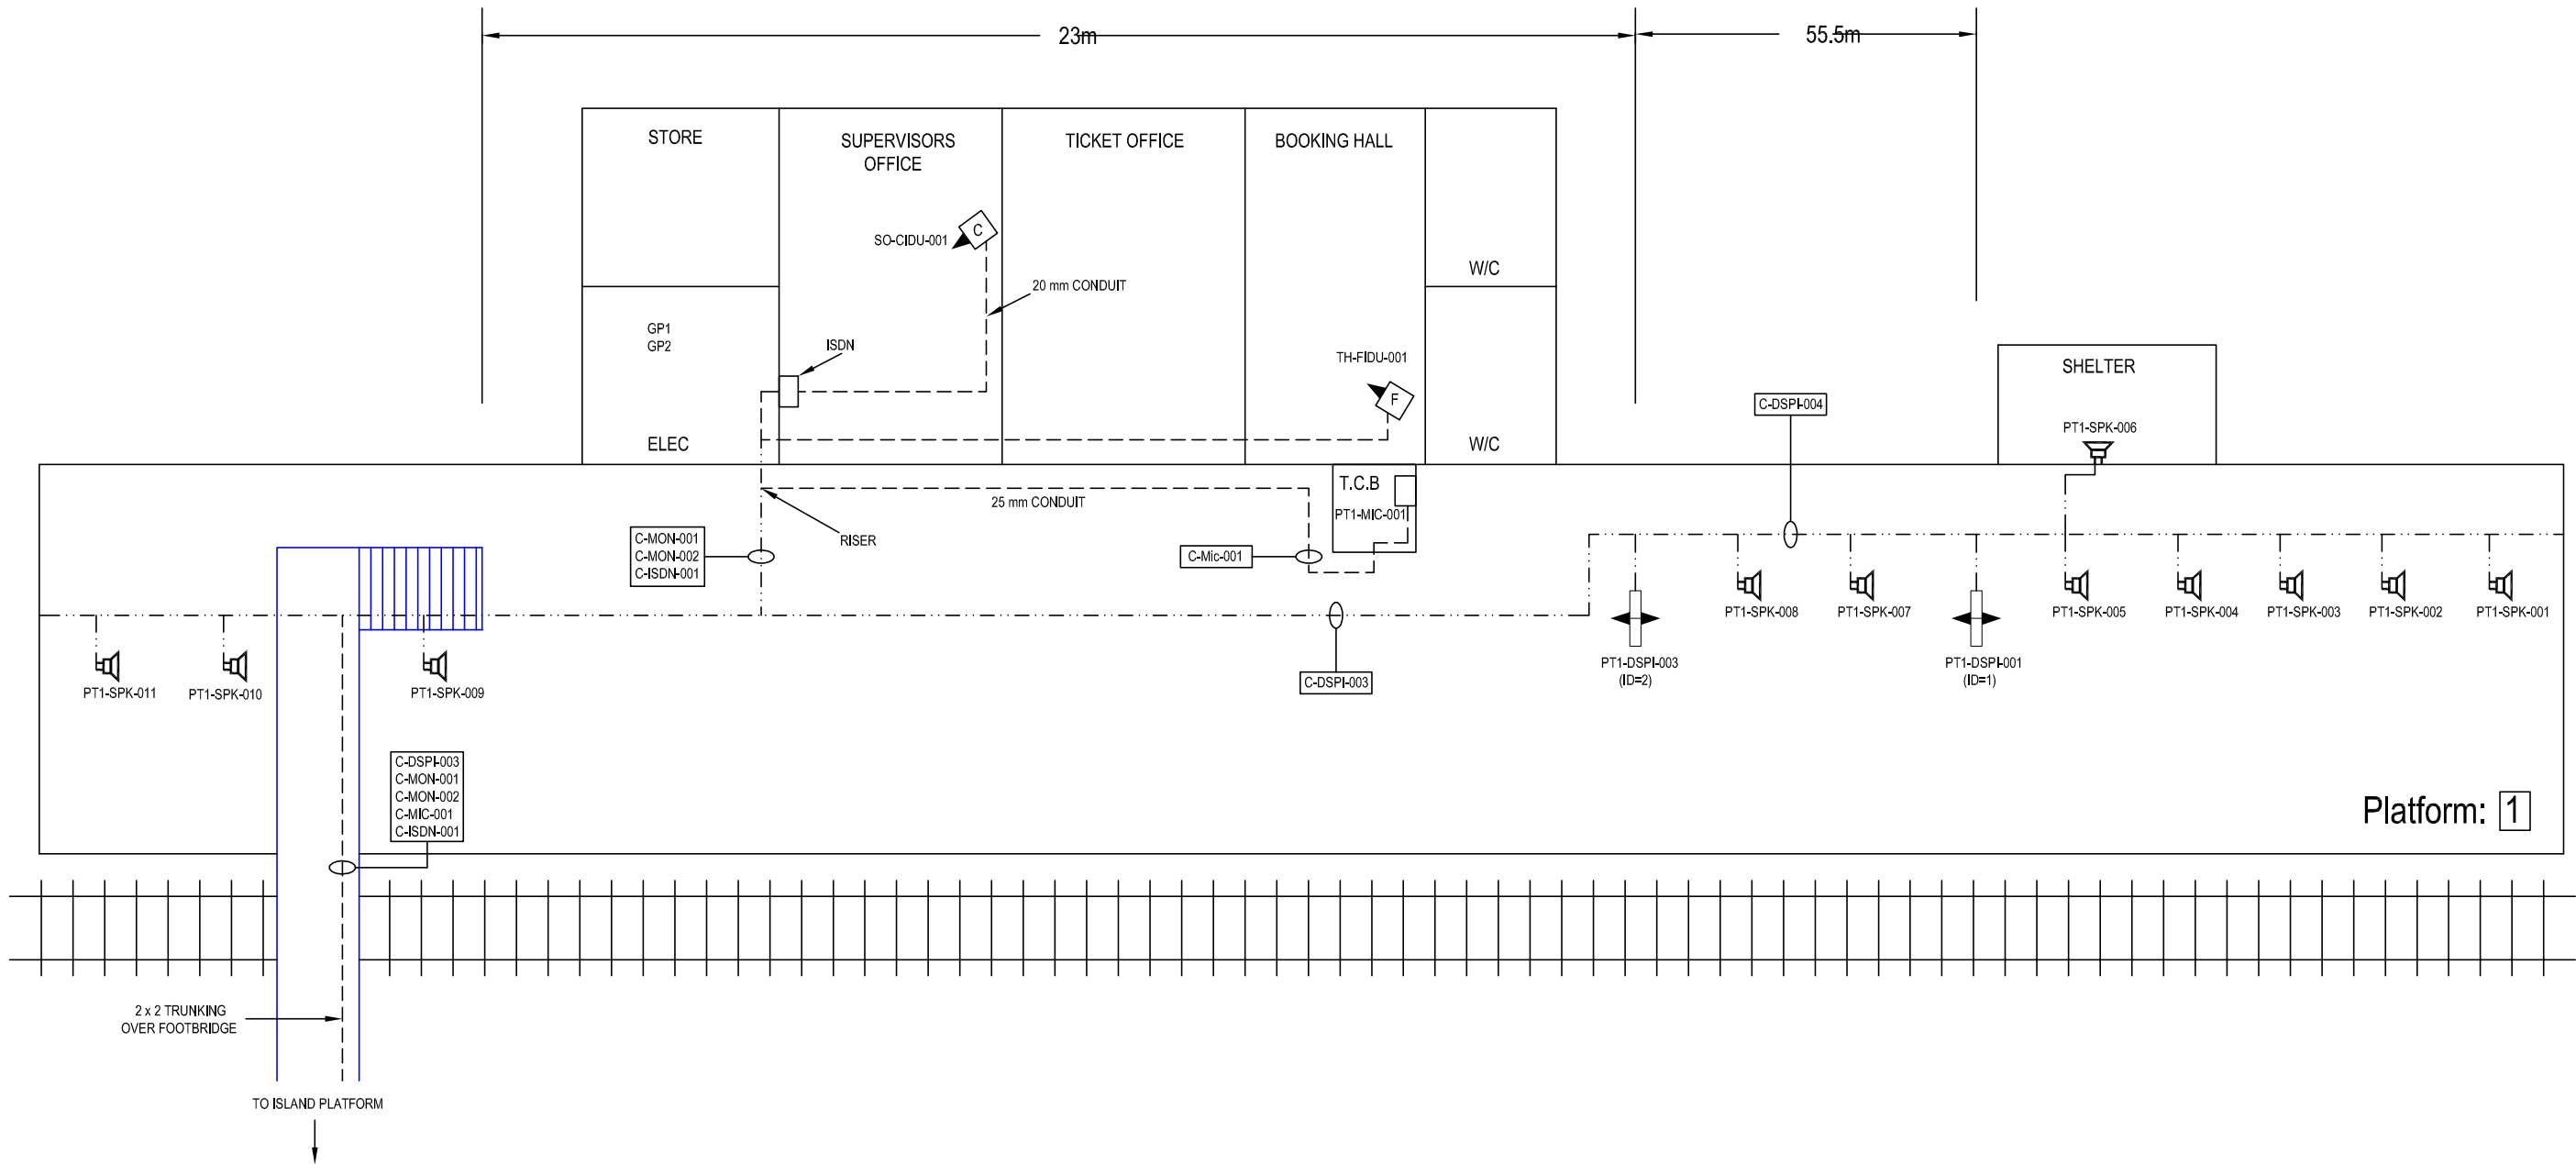 23m
55.5m
STORE
SUPERVISORS
OFFICE
TICKET OFFICE
BOOKING HALL
SO-CIDU-001
C
W/C
20 mm CONDUIT
GP1
GP2
ISDN
TH-FIDU-001
F
SHELTER
C-DSPI-004
PT1-SPK-006
ELEC
W/C
T.C.B
PT1-MIC-001
25 mm CONDUIT
RISER
C-MON-001
C-MON-002
C-ISDN-001
C-Mic-001
PT1-SPK-008
PT1-SPK-007
PT1-SPK-005
PT1-SPK-004
PT1-SPK-003
PT1-SPK-002
PT1-SPK-001
PT1-DSPI-003
(ID=2)
PT1-DSPI-001
(ID=1)
C-DSPI-003
PT1-SPK-011
PT1-SPK-010
PT1-SPK-009
C-DSPI-003
C-MON-001
C-MON-002
C-MIC-001
C-ISDN-001
Platform: 1
2 x 2 TRUNKING
OVER FOOTBRIDGE
TO ISLAND PLATFORM